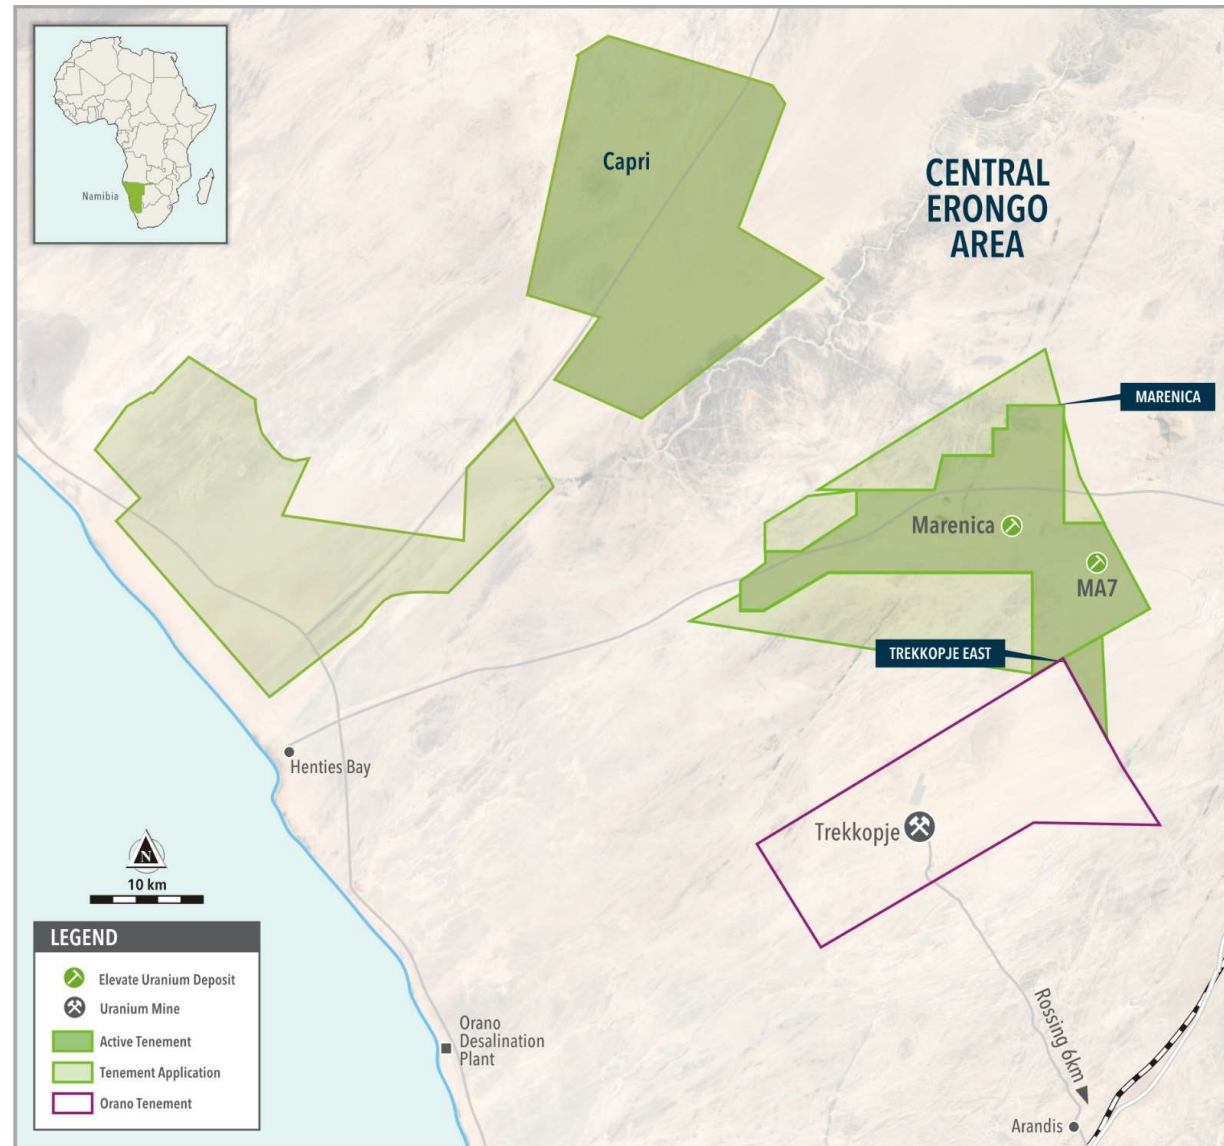 Namibia
Capri
CENTRAL
ERONGO
AREA
MARENICA
Marenica
MA7
TREKKOPJE EAST
Henties Bay
Trekkopje
N
10 km
LEGEND
Elevate Uranium Deposit
Uranium Mine
Active Tenement
Tenement Application
Orano Tenement
Orano
Desalination
Plant
Rossing 6km
Arandis